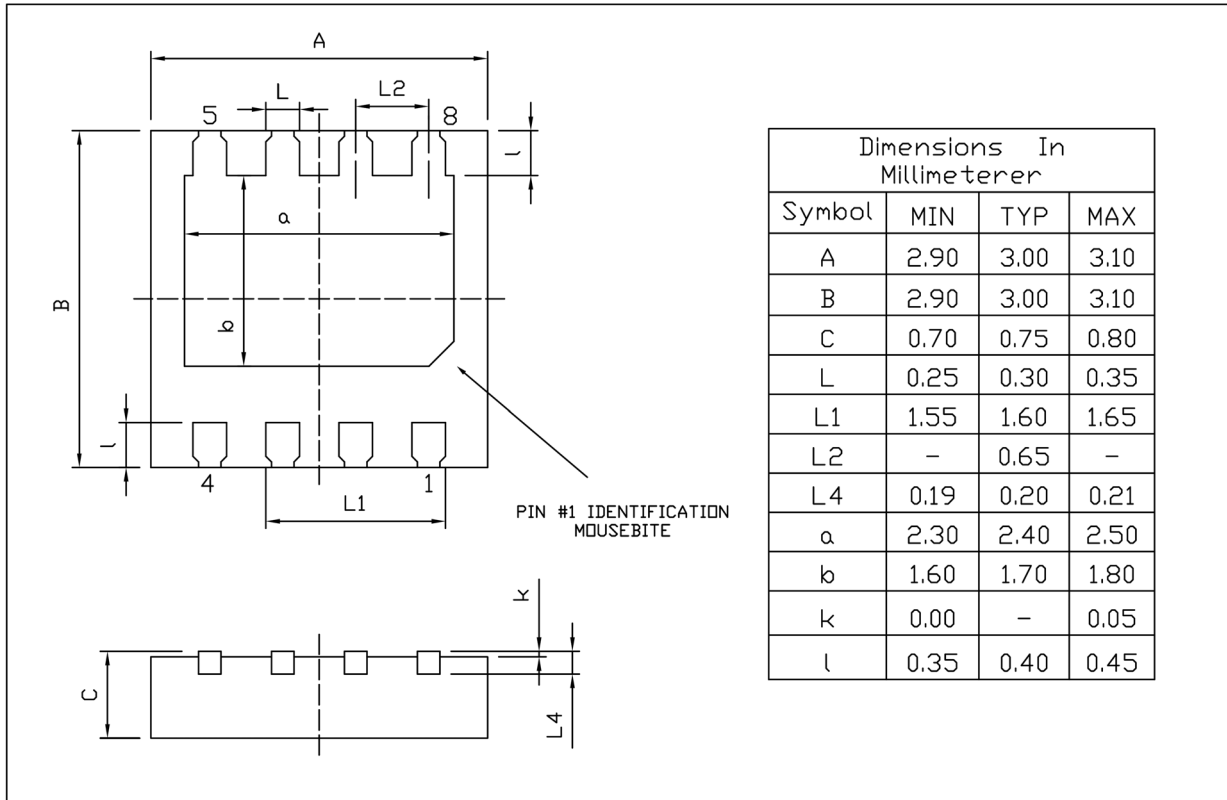 A
L
L2
5
8
l
a
B
b
l
4
1
L1
PIN #1 IDENTIFICATION
MOUSEBITE
k
C
L4
Dimensions In
Millimeterer
Symbol MIN TYP MAX
A 2.90 3.00 3.10
B 2.90 3.00 3.10
C 0.70 0.75 0.80
L 0.25 0.30 0.35
L1 1.55 1.60 1.65
L2 - 0.65 -
L4 0.19 0.20 0.21
a 2.30 2.40 2.50
b 1.60 1.70 1.80
k 0.00 - 0.05
l 0.35 0.40 0.45